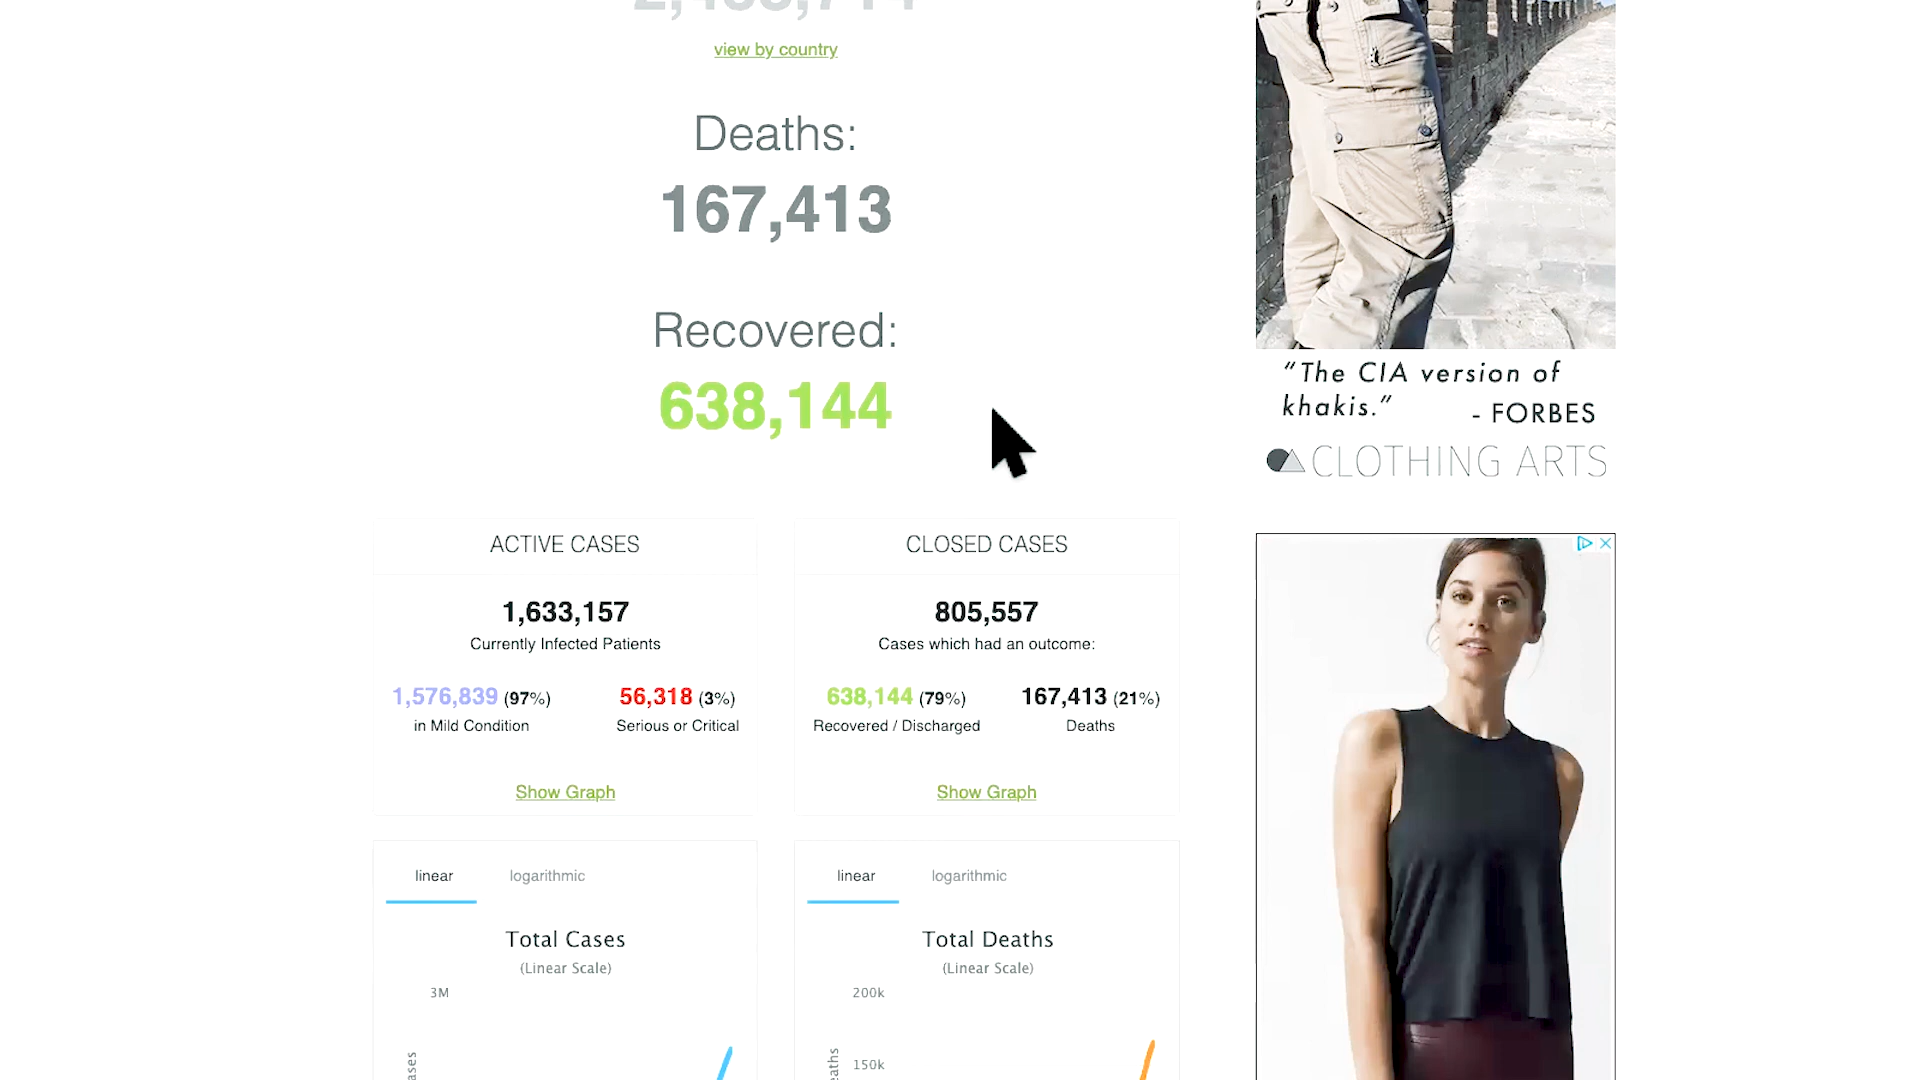 view by country
Deaths:
167,413
Recovered:
638,144
ACTIVE CASES
1,633,157
Currently Infected Patients
1,576,839 (97%)
in Mild Condition
56,318 (3%)
Serious or Critical
Show Graph
CLOSED CASES
805,557
Cases which had an outcome:
638,144 (79%)
Recovered / Discharged
167,413 (21%)
Deaths
Show Graph
linear logarithmic
Total Cases
(Linear Scale)
3M
linear logarithmic
Total Deaths
(Linear Scale)
200k
150k
“The CIA version of
khakis.”
- FORBES
CLOTHING ARTS